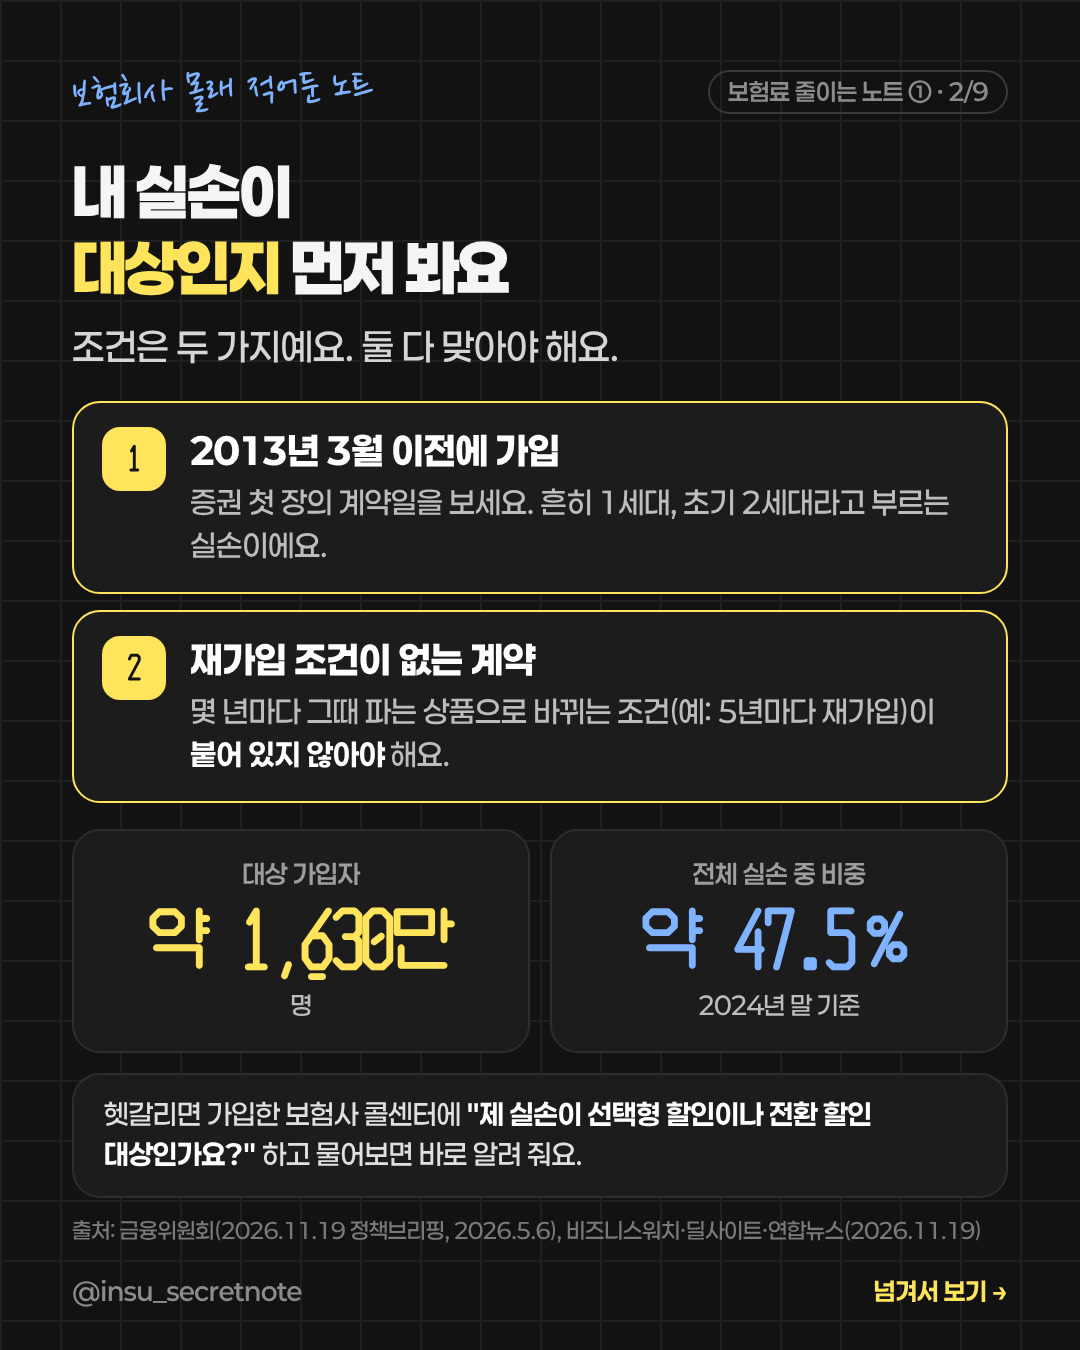 보험회사 몰래 적어둔 노트
보험료 줄이는 노트 ① · 2/9
내 실손이
대상인지 먼저 봐요
조건은 두 가지예요. 둘 다 맞아야 해요.
1
2013년 3월 이전에 가입
증권 첫 장의 계약일을 보세요. 흔히 1세대, 초기 2세대라고 부르는
실손이에요.
2
재가입 조건이 없는 계약
몇 년마다 그때 파는 상품으로 바뀌는 조건(예: 5년마다 재가입)이
붙어 있지 않아야 해요.
대상 가입자
약 1,630만
명
전체 실손 중 비중
약 47.5%
2024년 말 기준
헷갈리면 가입한 보험사 콜센터에 "제 실손이 선택형 할인이나 전환 할인
대상인가요?" 하고 물어보면 바로 알려 줘요.
출처: 금융위원회(2026.11.19 정책브리핑, 2026.5.6), 비즈니스워치·딜사이트·연합뉴스(2026.11.19)
@insu_secretnote
넘겨서 보기 →